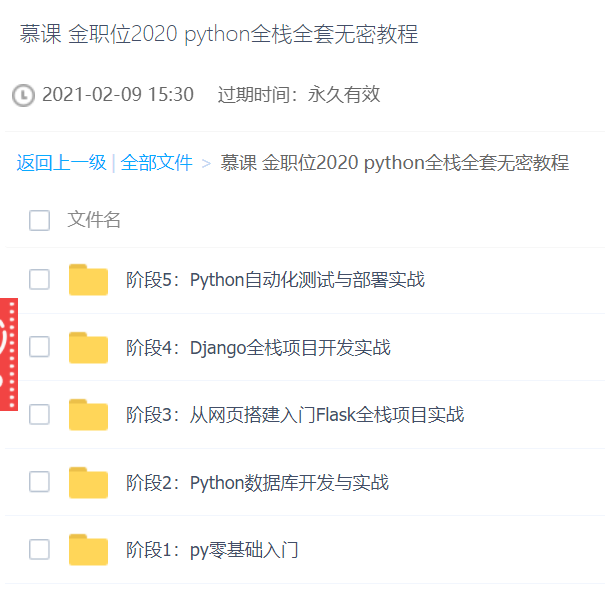 慕课 金职位2020 python全栈全套无密教程
2021-02-09 15:30 过期时间：永久有效
返回上一级 | 全部文件 > 慕课 金职位2020 python全栈全套无密教程
文件名
阶段5：Python自动化测试与部署实战
阶段4：Django全栈项目开发实战
阶段3：从网页搭建入门Flask全栈项目实战
阶段2：Python数据库开发与实战
阶段1：py零基础入门